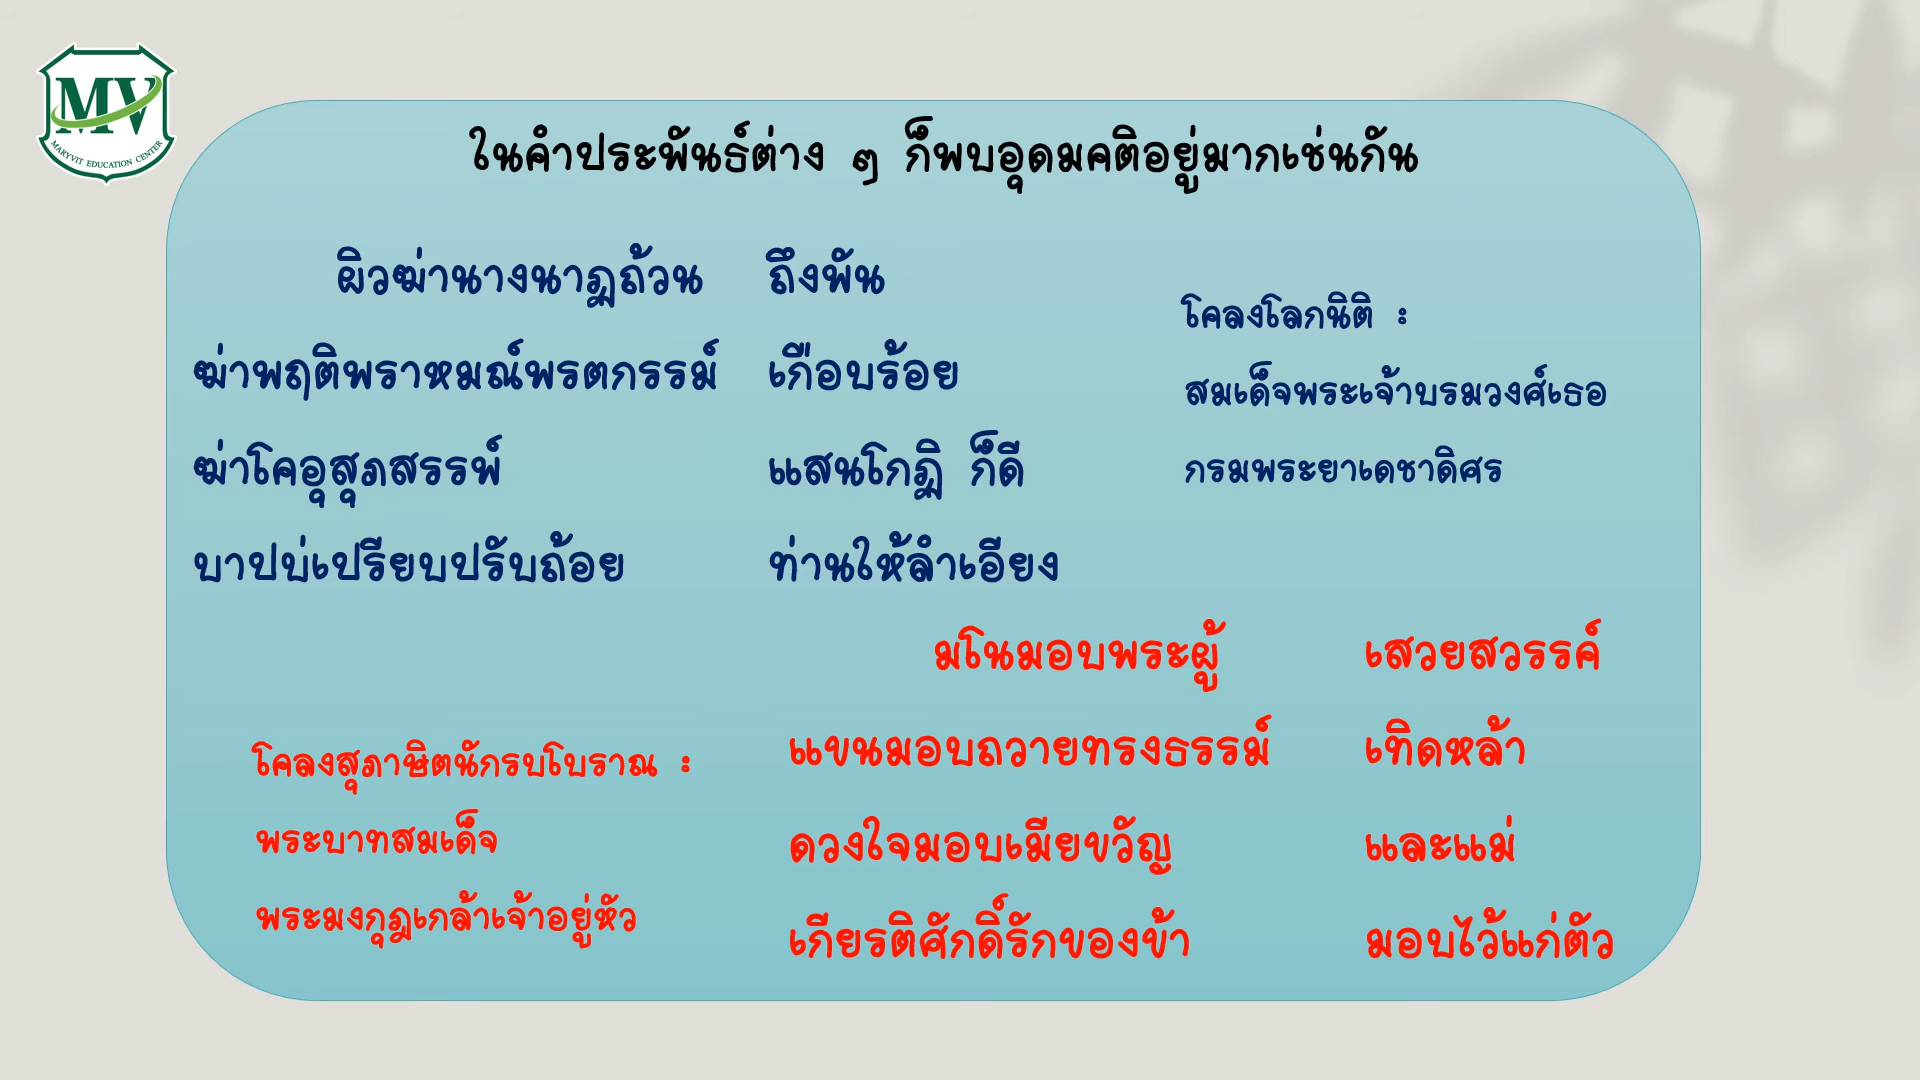 MV
MARYVIT EDUCATION CENTER
ในคำประพันธ์ต่าง ๆ ก็พบอุดมคติอยู่มากเช่นกัน
ผิวฆ่านางนาฏถ้วน ถึงพัน
ฆ่าพฤติพราหมณ์พรตกรรม์ เกือบร้อย
ฆ่าโคอุสุภสรรพ์ แสนโกฏิ ก็ดี
บาปบ่เปรียบปรับถ้อย ท่านให้ลำเอียง
โคลงโลกนิติ :
สมเด็จพระเจ้าบรมวงศ์เธอ
กรมพระยาเดชาดิศร
มโนมอบพระผู้ เสวยสวรรค์
แขนมอบถวายทรงธรรม์ เทิดหล้า
ดวงใจมอบเมียขวัญ และแม่
เกียรติศักดิ์รักของข้า มอบไว้แก่ตัว
โคลงสุภาษิตนักรบโบราณ :
พระบาทสมเด็จ
พระมงกุฎเกล้าเจ้าอยู่หัว